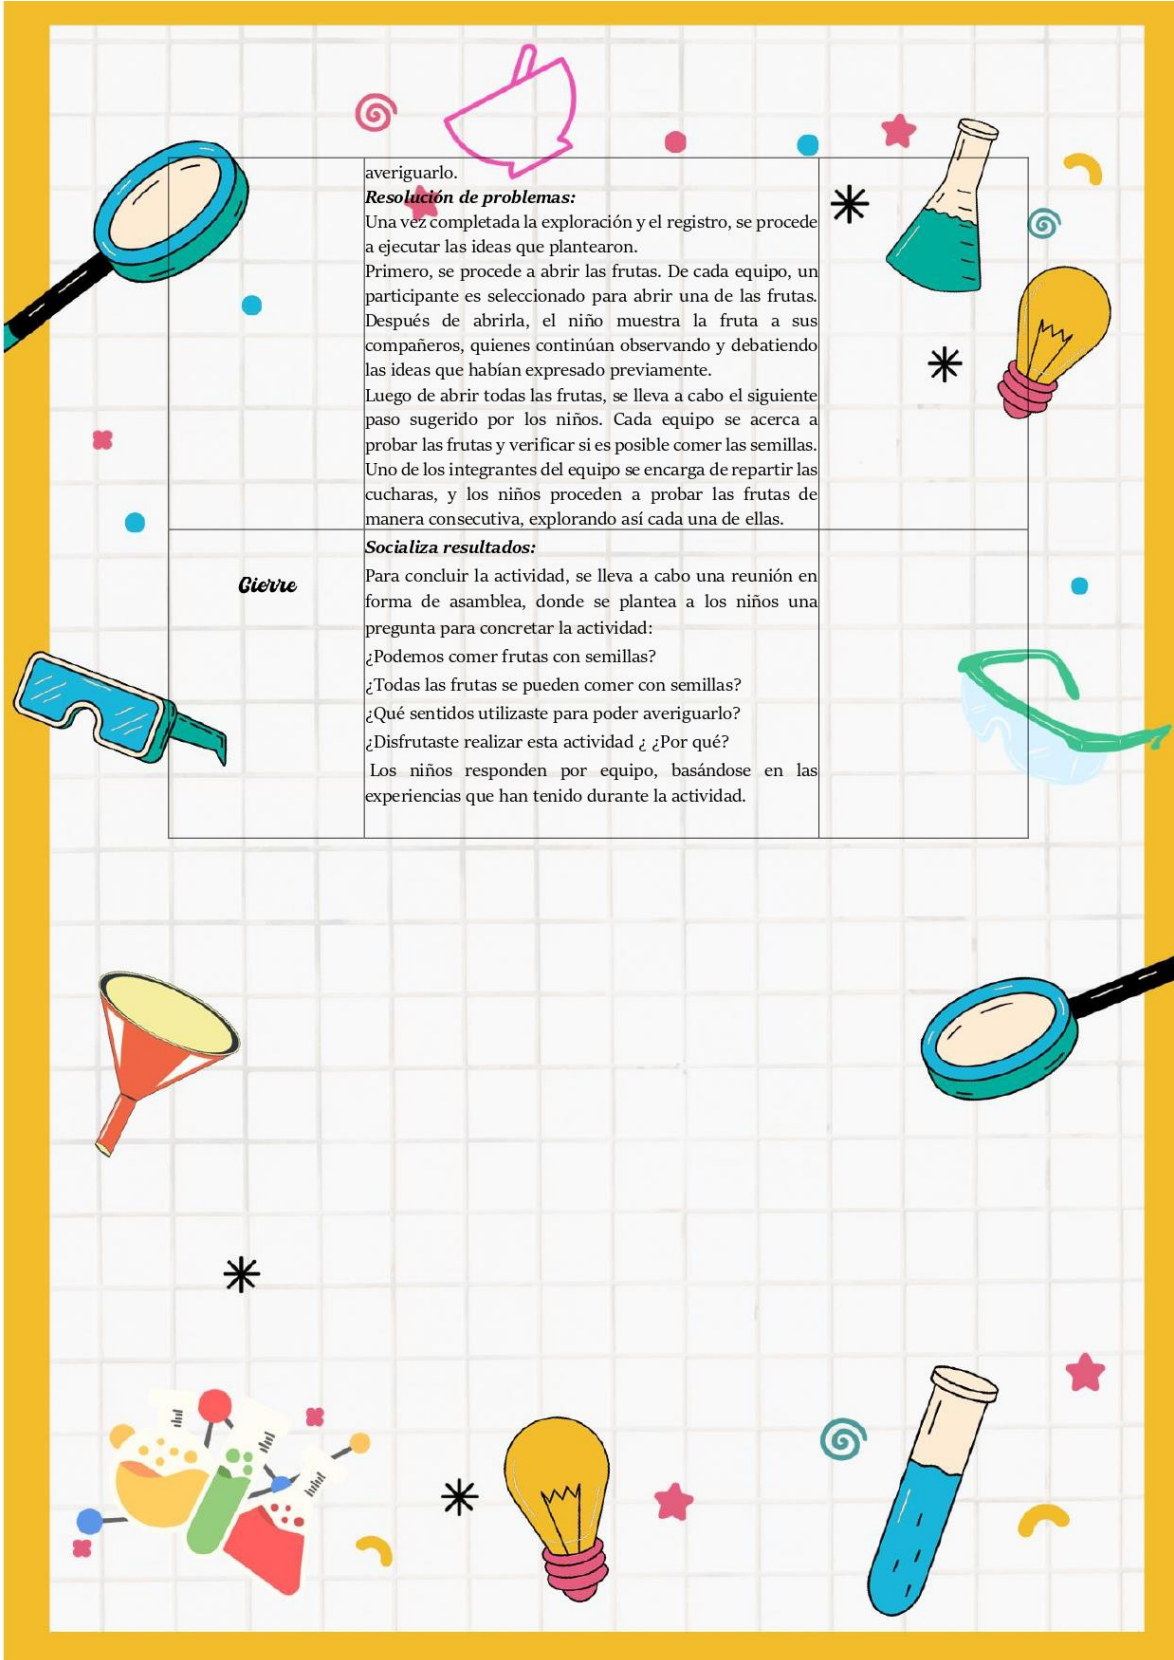 averiguarlo.
Resolución de problemas:
Una vez completada la exploración y el registro, se procede
a ejecutar las ideas que plantearon.
Primero, se procede a abrir las frutas. De cada equipo, un
participante es seleccionado para abrir una de las frutas.
Después de abrirla, el niño muestra la fruta a sus
compañeros, quienes continúan observando y debatiendo
las ideas que habían expresado previamente.
Luego de abrir todas las frutas, se lleva a cabo el siguiente
paso sugerido por los niños. Cada equipo se acerca a
probar las frutas y verificar si es posible comer las semillas.
Uno de los integrantes del equipo se encarga de repartir las
cucharas, y los niños proceden a probar las frutas de
manera consecutiva, explorando así cada una de ellas.
Cierre
Socializa resultados:
Para concluir la actividad, se lleva a cabo una reunión en
forma de asamblea, donde se plantea a los niños una
pregunta para concretar la actividad:
¿Podemos comer frutas con semillas?
¿Todas las frutas se pueden comer con semillas?
¿Qué sentidos utilizaste para poder averiguarlo?
¿Disfrutaste realizar esta actividad ¿ ¿Por qué?
Los niños responden por equipo, basándose en las
experiencias que han tenido durante la actividad.